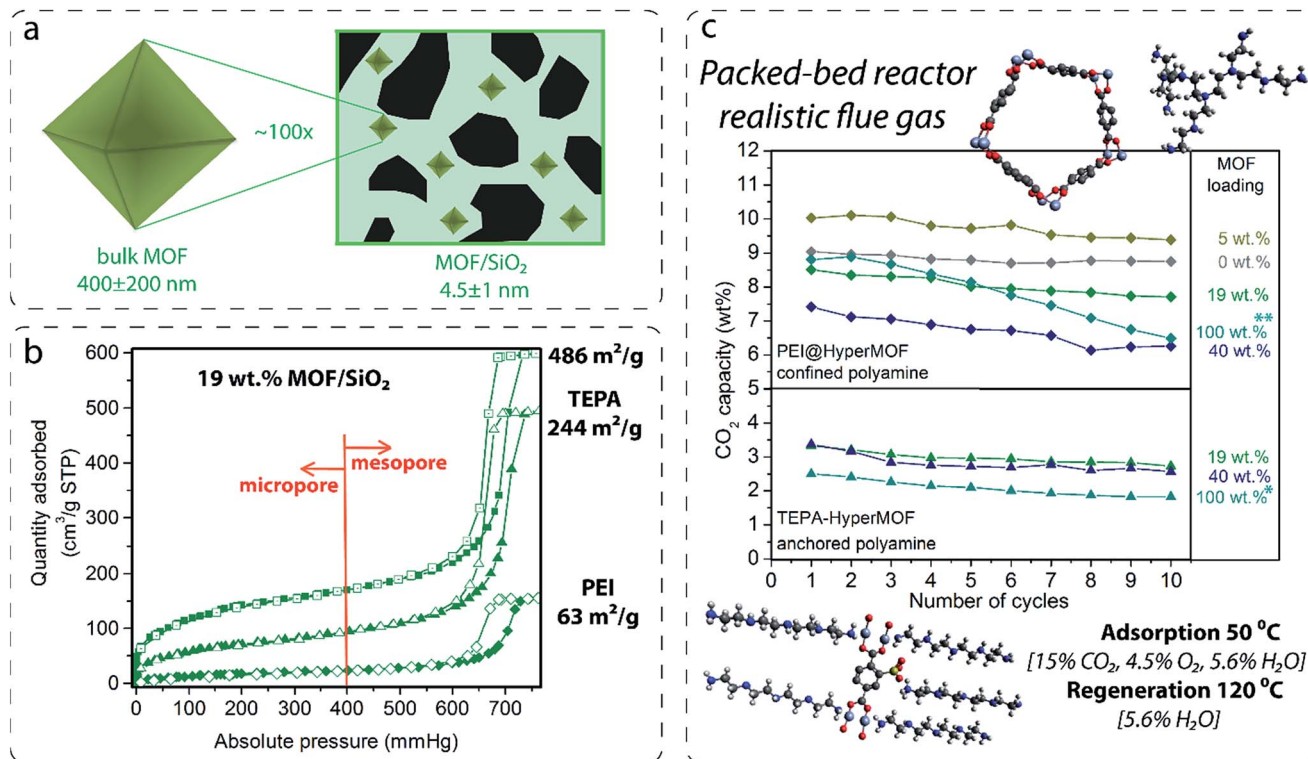 a
bulk MOF
400±200 nm
~100x
MOF/SiO₂
4.5±1 nm
b
19 wt.% MOF/SiO₂
486 m²/g
TEPA
244 m²/g
PEI
63 m²/g
micropore
mesopore
Quantity adsorbed
(cm³/g STP)
600
500
400
300
200
100
0
0 100 200 300 400 500 600 700
Absolute pressure (mmHg)
c
Packed-bed reactor
realistic flue gas
MOF
loading
5 wt.%
0 wt.%
19 wt.%
**
100 wt.%
40 wt.%
PEI@HyperMOF
confined polyamine
19 wt.%
40 wt.%
100 wt.%*
TEPA-HyperMOF
anchored polyamine
CO₂ capacity (wt%)
12
11
10
9
8
7
6
5
4
3
2
1
0
0 1 2 3 4 5 6 7 8 9 10
Number of cycles
Adsorption 50 ⁰C
[15% CO₂, 4.5% O₂, 5.6% H₂O]
Regeneration 120 ⁰C
[5.6% H₂O]